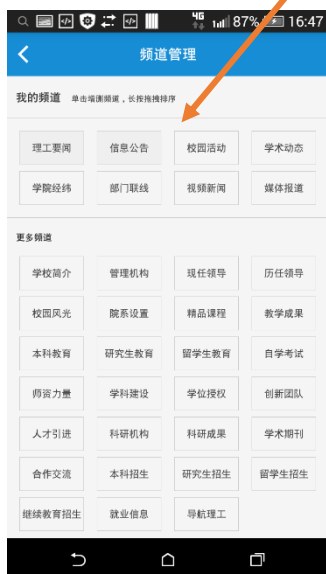 4G 87% 16:47
频道管理
我的频道 单击增删频道，长按拖拽排序
理工要闻 信息公告 校园活动 学术动态
学院经纬 部门联线 视频新闻 媒体报道
更多频道
学校简介 管理机构 现任领导 历任领导
校园风光 院系设置 精品课程 教学成果
本科教育 研究生教育 留学生教育 自学考试
师资力量 学科建设 学位授权 创新团队
人才引进 科研机构 科研成果 学术期刊
合作交流 本科招生 研究生招生 留学生招生
继续教育招生 就业信息 导航理工